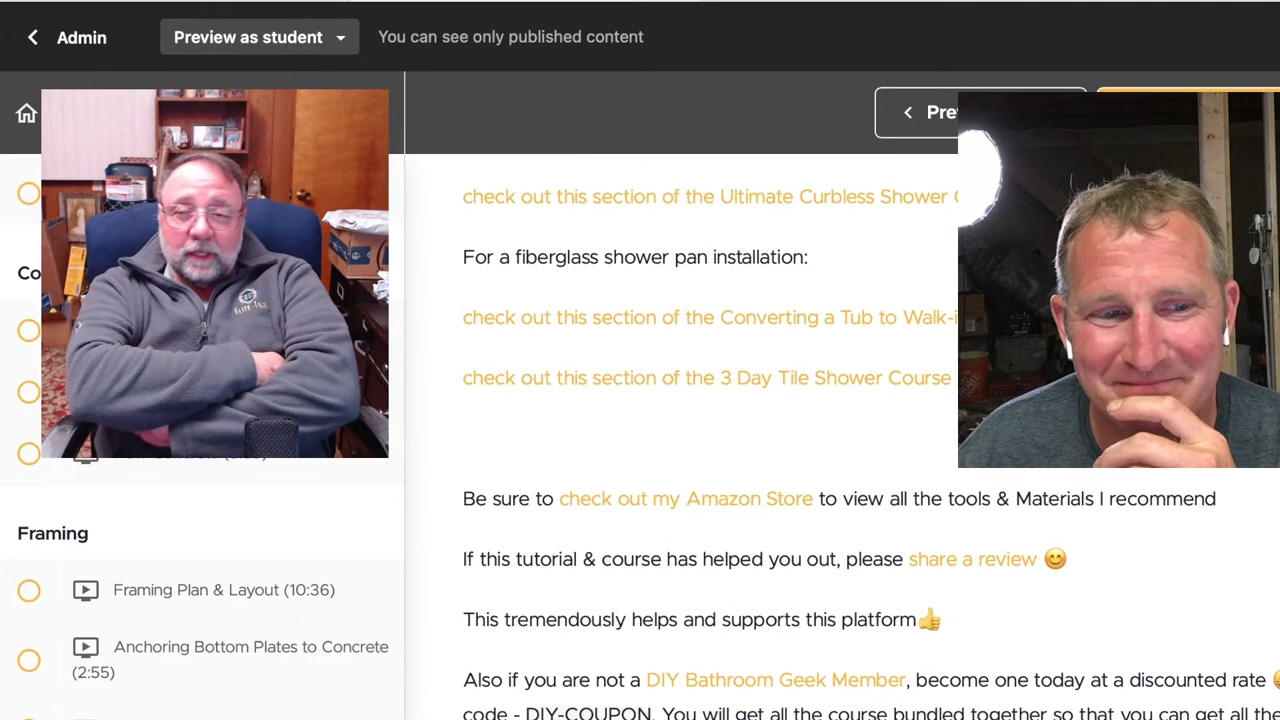 Admin
Preview as student
You can see only published content
Pre
check out this section of the Ultimate Curbless Shower
Co
For a fiberglass shower pan installation:
check out this section of the Converting a Tub to Walk-i
check out this section of the 3 Day Tile Shower Course
ELITE-TILE
Be sure to check out my Amazon Store to view all the tools & Materials I recommend
Framing
If this tutorial & course has helped you out, please share a review 😊
Framing Plan & Layout (10:36)
This tremendously helps and supports this platform👍
Anchoring Bottom Plates to Concrete
(2:55)
Also if you are not a DIY Bathroom Geek Member, become one today at a discounted rate
code - DIY-COUPON. You will get all the course bundled together so that you can get all the